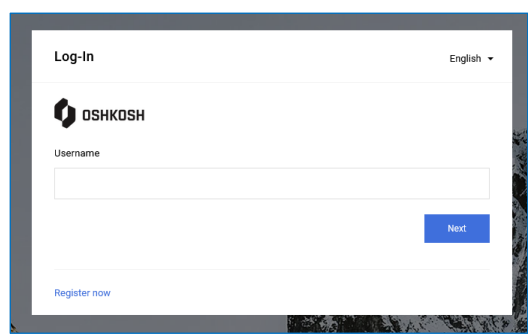 Log-In
English
OSHKOSH
Username
Next
Register now